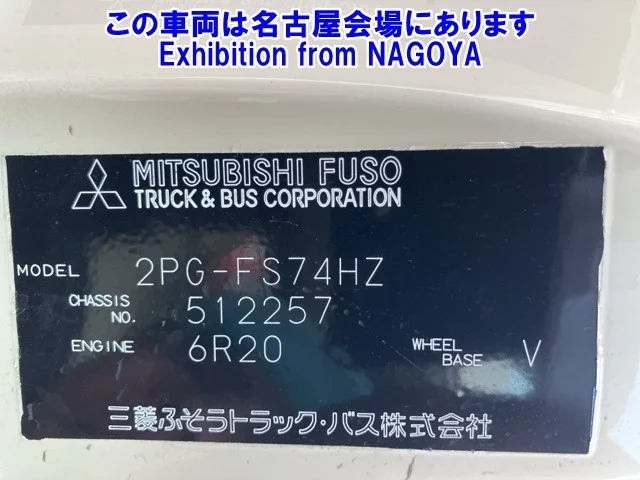 この車両は名古屋会場にあります
Exhibition from NAGOYA
MITSUBISHI FUSO
TRUCK & BUS CORPORATION
MODEL 2PG-FS74HZ
CHASSIS NO. 512257
ENGINE 6R20 WHEEL BASE V
三菱ふそうトラック・バス株式会社